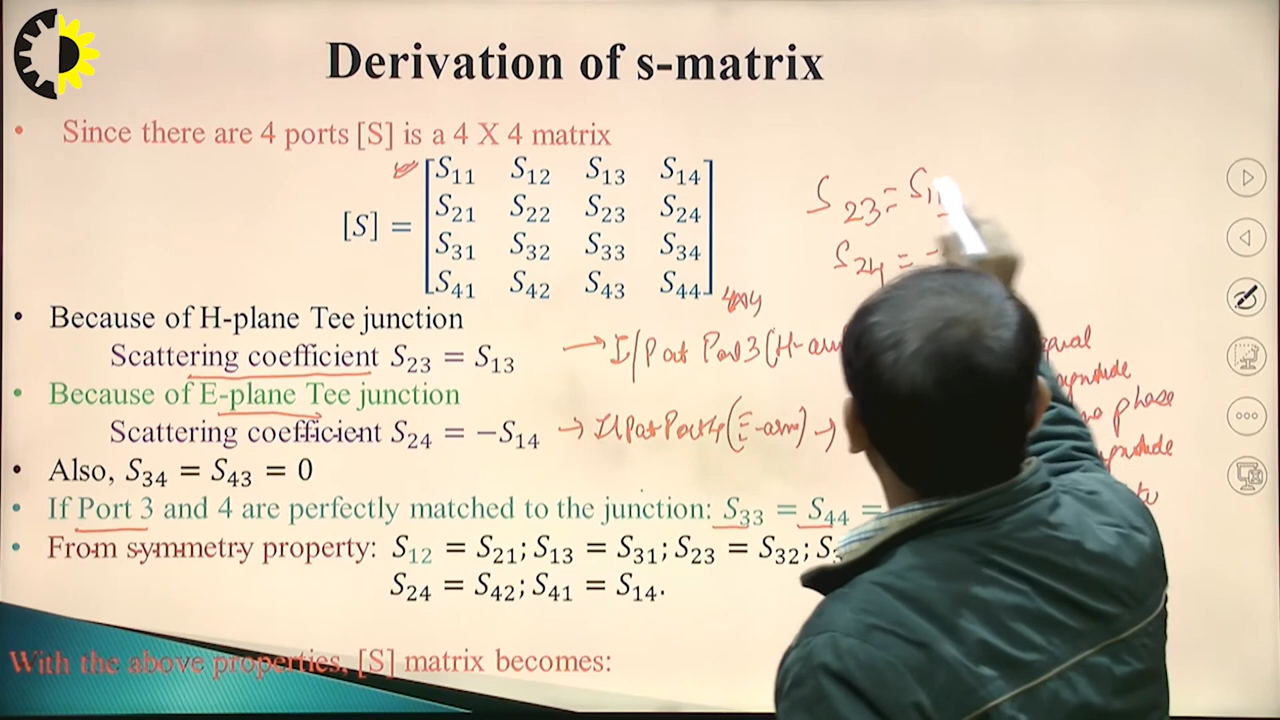 Derivation of s-matrix
• Since there are 4 ports [S] is a 4 X 4 matrix
[S] =
S₁₁ S₁₂ S₁₃ S₁₄
S₂₁ S₂₂ S₂₃ S₂₄
S₃₁ S₃₂ S₃₃ S₃₄
S₄₁ S₄₂ S₄₃ S₄₄
4x4
S₂₃ =
S₂₄ = -
• Because of H-plane Tee junction
Scattering coefficient S₂₃ = S₁₃
→ I/P at Port 3 (H-arm
equal
magnitude
phase
• Because of E-plane Tee junction
Scattering coefficient S₂₄ = −S₁₄
→ I/P at Port 4 (E-arm) →
• Also, S₃₄ = S₄₃ = 0
• If Port 3 and 4 are perfectly matched to the junction: S₃₃ = S₄₄ =
• From symmetry property: S₁₂ = S₂₁; S₁₃ = S₃₁; S₂₃ = S₃₂;
S₂₄ = S₄₂; S₄₁ = S₁₄.
With the above properties, [S] matrix becomes: